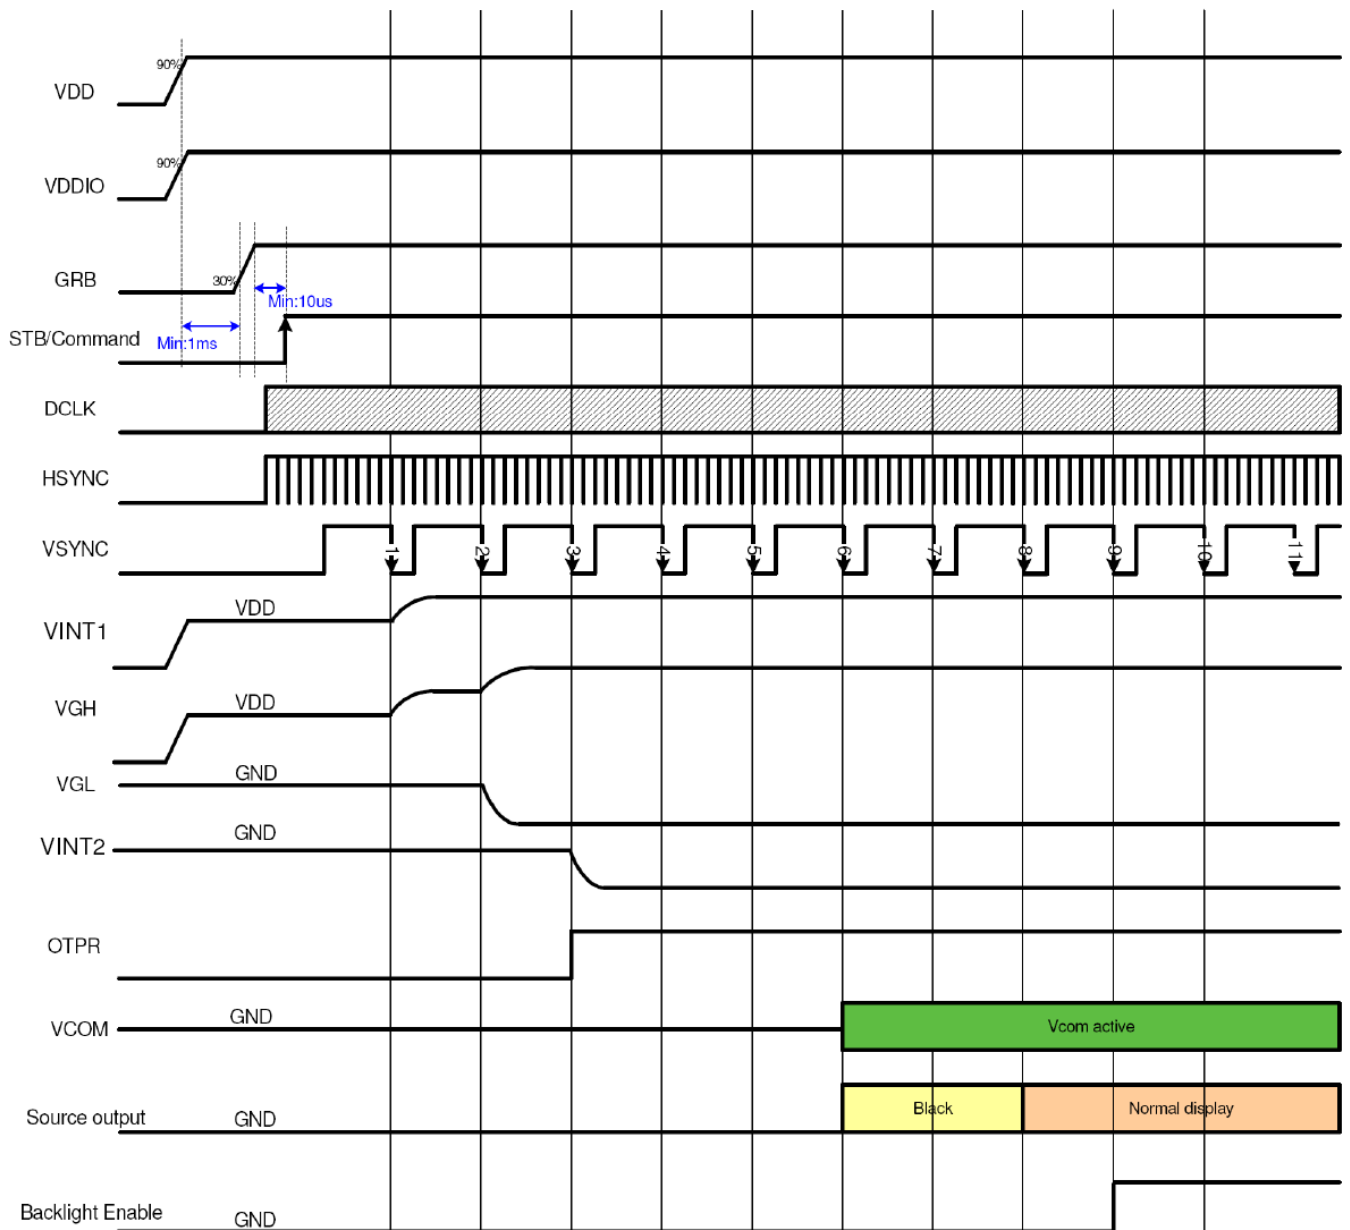 90%
VDD
90%
VDDIO
30%
GRB
Min:10us
STB/Command
Min:1ms
DCLK
HSYNC
VSYNC 1 2 3 4 5 6 7 8 9 10 11
VDD
VINT1
VDD
VGH
GND
VGL
GND
VINT2
OTPR
GND
VCOM Vcom active
Black Normal display
Source output GND
Backlight Enable GND